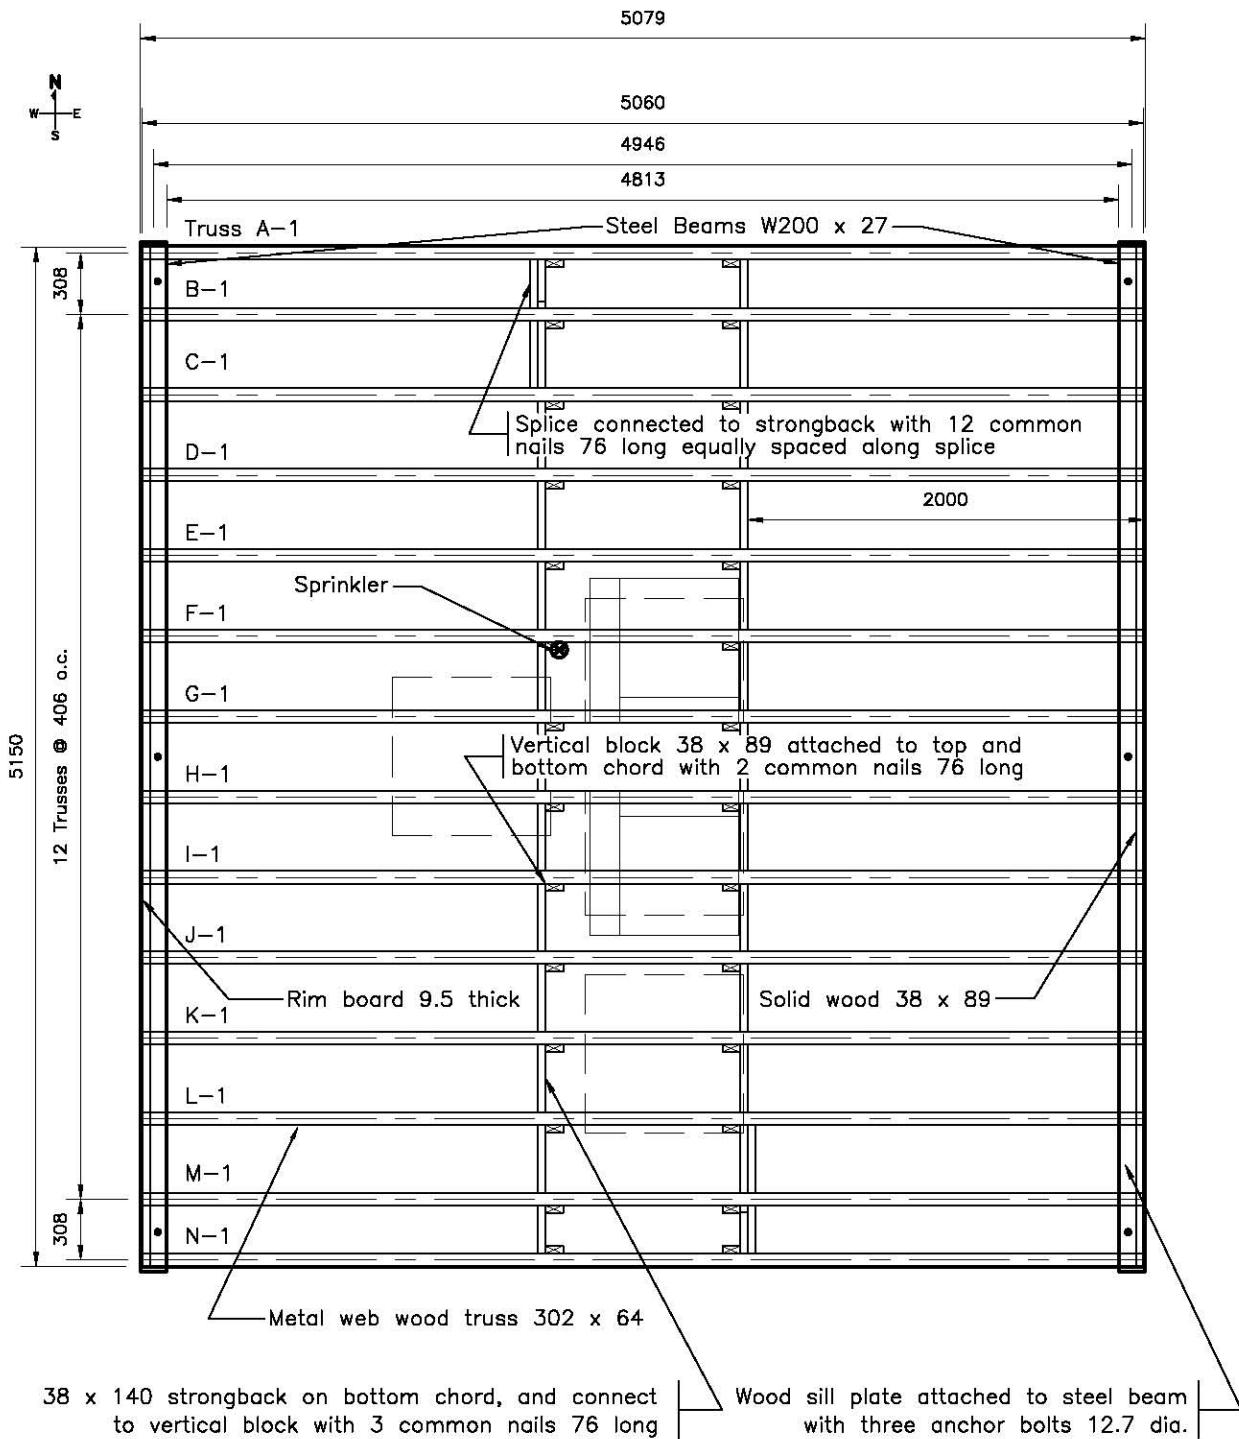 5079
N
W E
S
5060
4946
4813
Truss A-1
Steel Beams W200 x 27
308
B-1
C-1
Splice connected to strongback with 12 common
nails 76 long equally spaced along splice
D-1
2000
E-1
Sprinkler
F-1
G-1
12 Trusses @ 406 o.c.
5150
Vertical block 38 x 89 attached to top and
bottom chord with 2 common nails 76 long
H-1
I-1
J-1
Rim board 9.5 thick
Solid wood 38 x 89
K-1
L-1
M-1
308
N-1
Metal web wood truss 302 x 64
38 x 140 strongback on bottom chord, and connect
to vertical block with 3 common nails 76 long
Wood sill plate attached to steel beam
with three anchor bolts 12.7 dia.